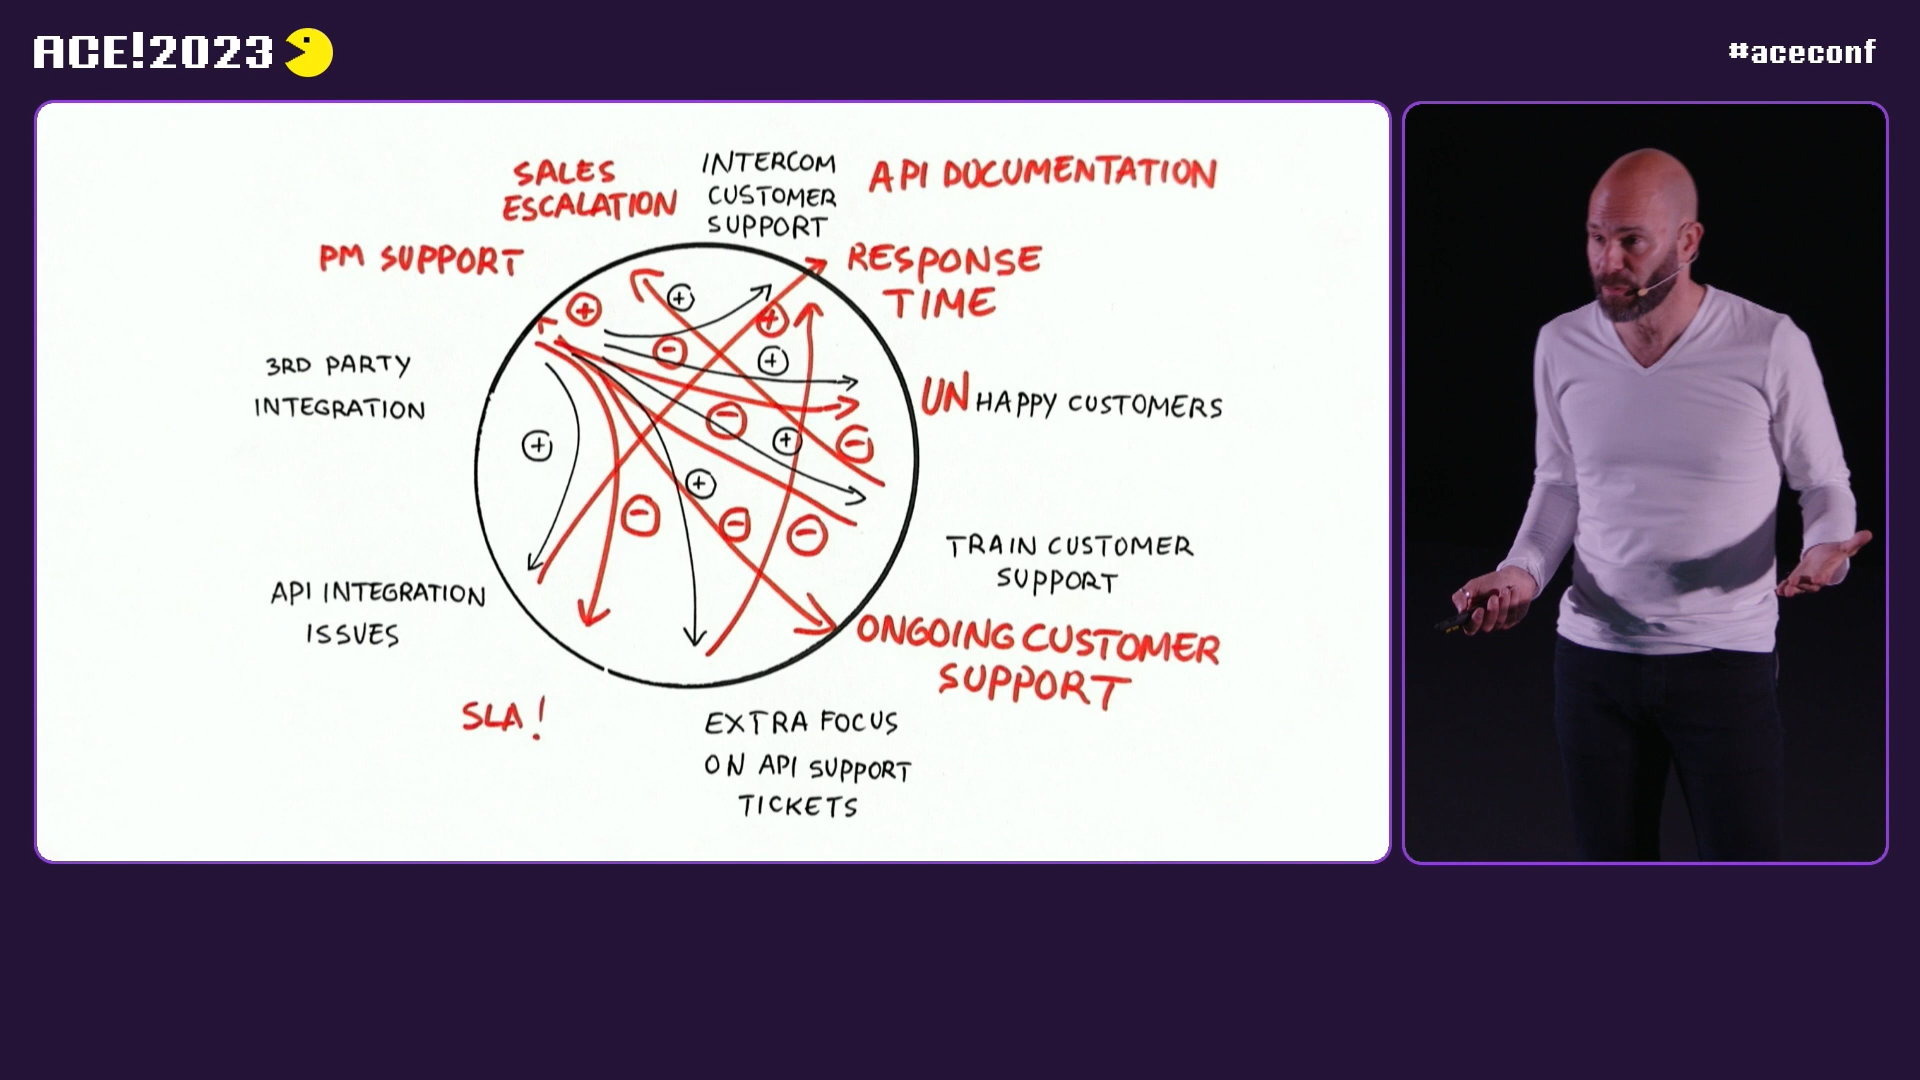 ACE!2023
#aceconf
SALES
ESCALATION
INTERCOM
CUSTOMER
SUPPORT
API DOCUMENTATION
PM SUPPORT
RESPONSE
TIME
3RD PARTY
INTEGRATION
UNHAPPY CUSTOMERS
TRAIN CUSTOMER
SUPPORT
API INTEGRATION
ISSUES
ONGOING CUSTOMER
SUPPORT
SLA!
EXTRA FOCUS
ON API SUPPORT
TICKETS